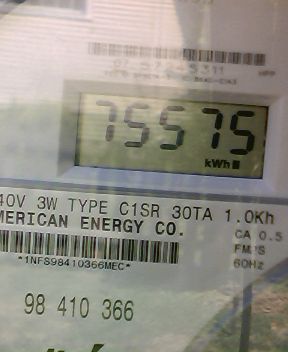 75575
kWh
40V 3W TYPE C1SR 30TA 1.0Kh
MERICAN ENERGY CO.
CA 0.5
FM'S
60Hz
*1NFS98410366MEC*
98 410 366